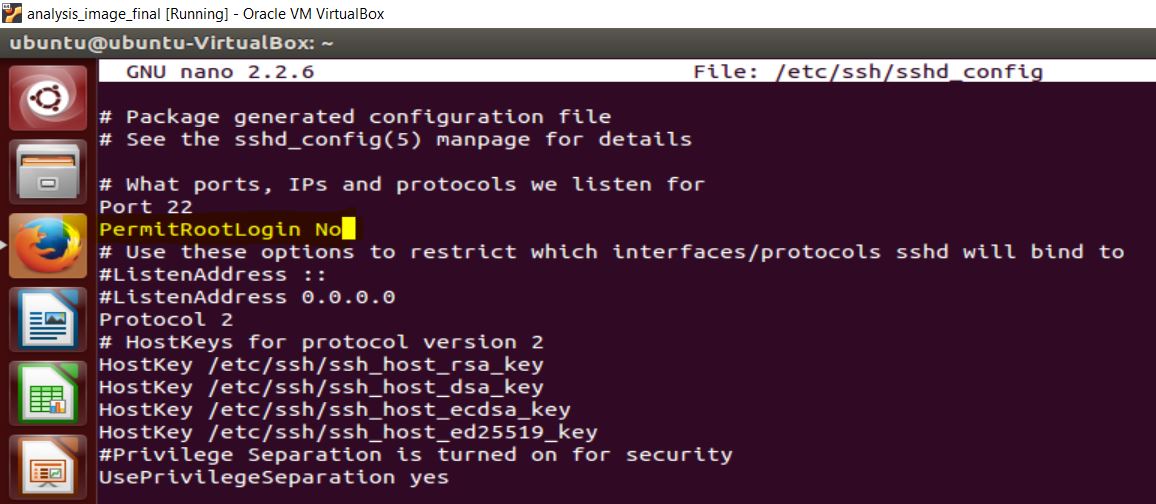 analysis_image_final [Running] - Oracle VM VirtualBox
ubuntu@ubuntu-VirtualBox: ~
GNU nano 2.2.6 File: /etc/ssh/sshd_config
# Package generated configuration file
# See the sshd_config(5) manpage for details
# What ports, IPs and protocols we listen for
Port 22
PermitRootLogin No
# Use these options to restrict which interfaces/protocols sshd will bind to
#ListenAddress ::
#ListenAddress 0.0.0.0
Protocol 2
# HostKeys for protocol version 2
HostKey /etc/ssh/ssh_host_rsa_key
HostKey /etc/ssh/ssh_host_dsa_key
HostKey /etc/ssh/ssh_host_ecdsa_key
HostKey /etc/ssh/ssh_host_ed25519_key
#Privilege Separation is turned on for security
UsePrivilegeSeparation yes